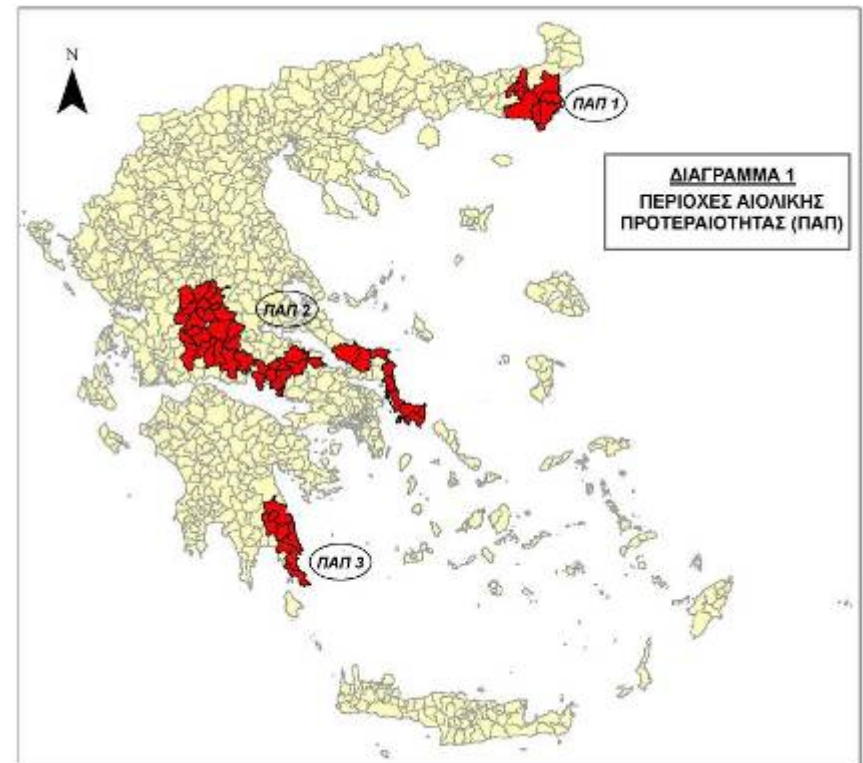 N
ΠΑΠ 1
ΔΙΑΓΡΑΜΜΑ 1
ΠΕΡΙΟΧΕΣ ΑΙΟΛΙΚΗΣ
ΠΡΟΤΕΡΑΙΟΤΗΤΑΣ (ΠΑΠ)
ΠΑΠ 2
ΠΑΠ 3